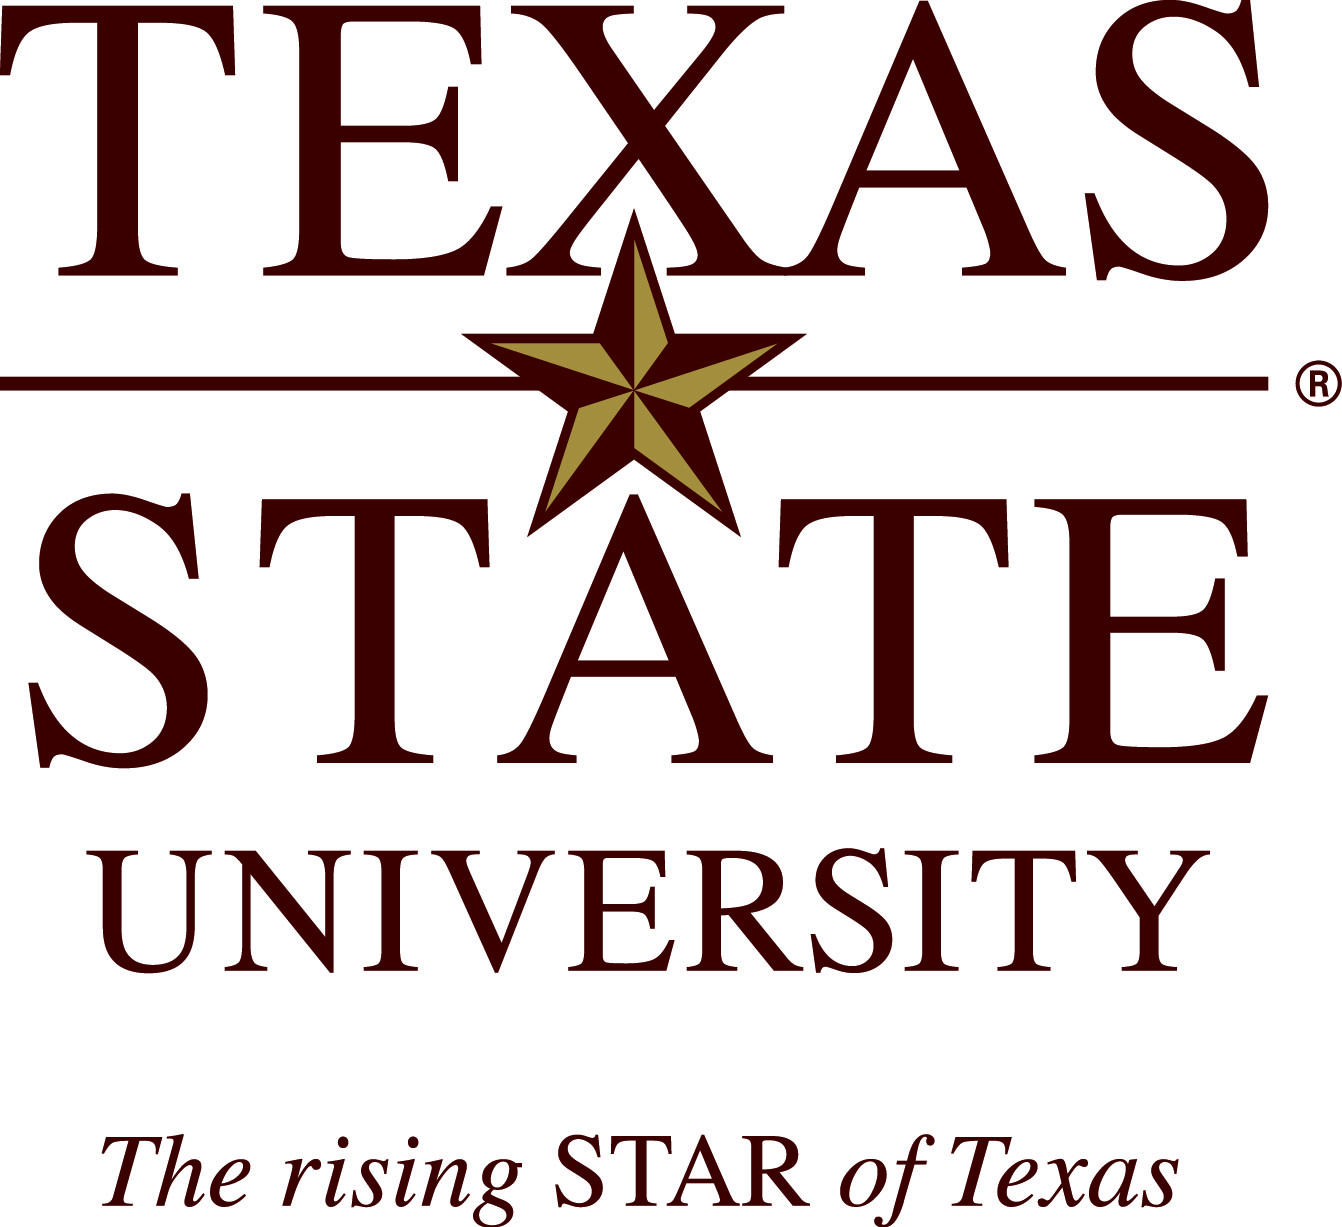 TEXAS
®
STATE
UNIVERSITY
The rising STAR of Texas